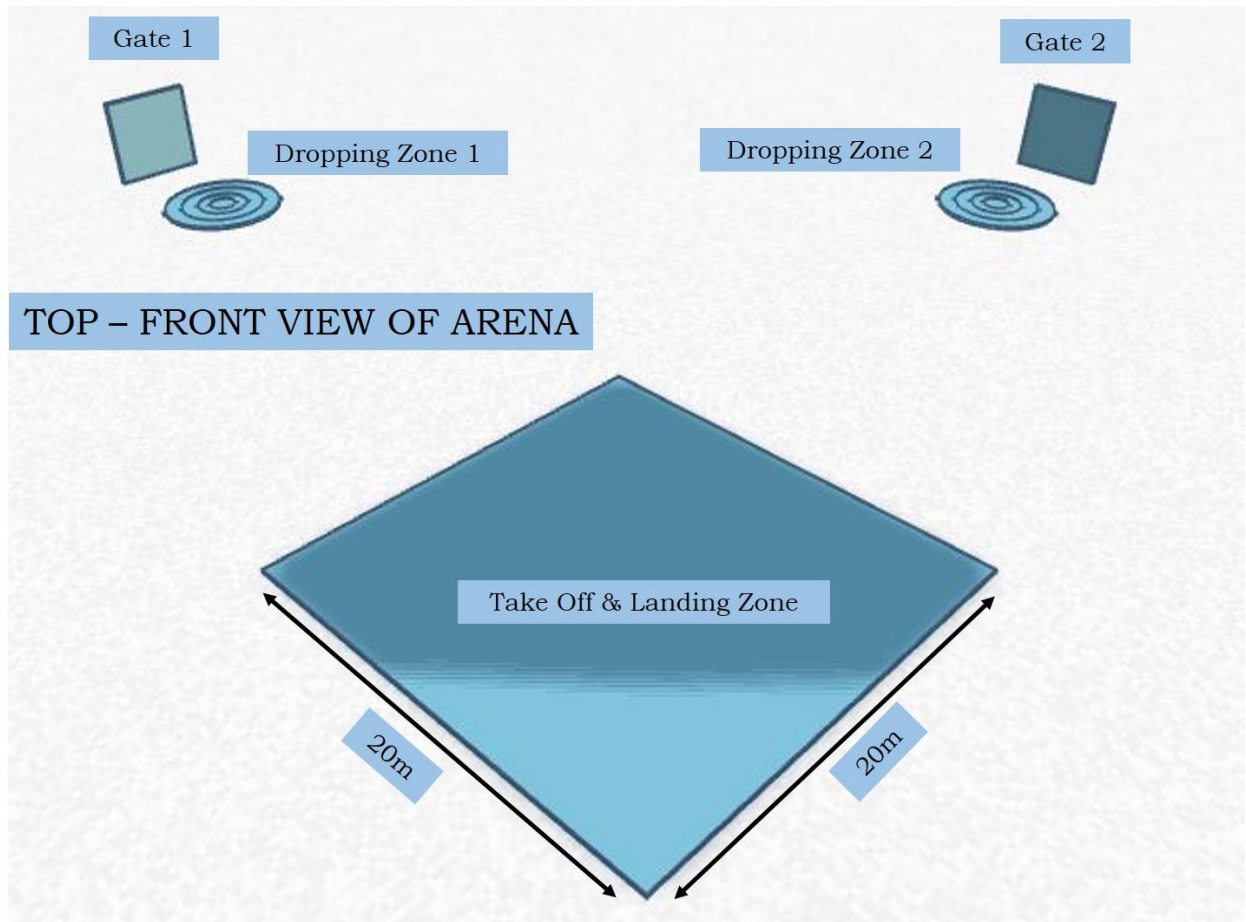 Gate 1
Gate 2
Dropping Zone 1
Dropping Zone 2
TOP – FRONT VIEW OF ARENA
Take Off & Landing Zone
20m
20m